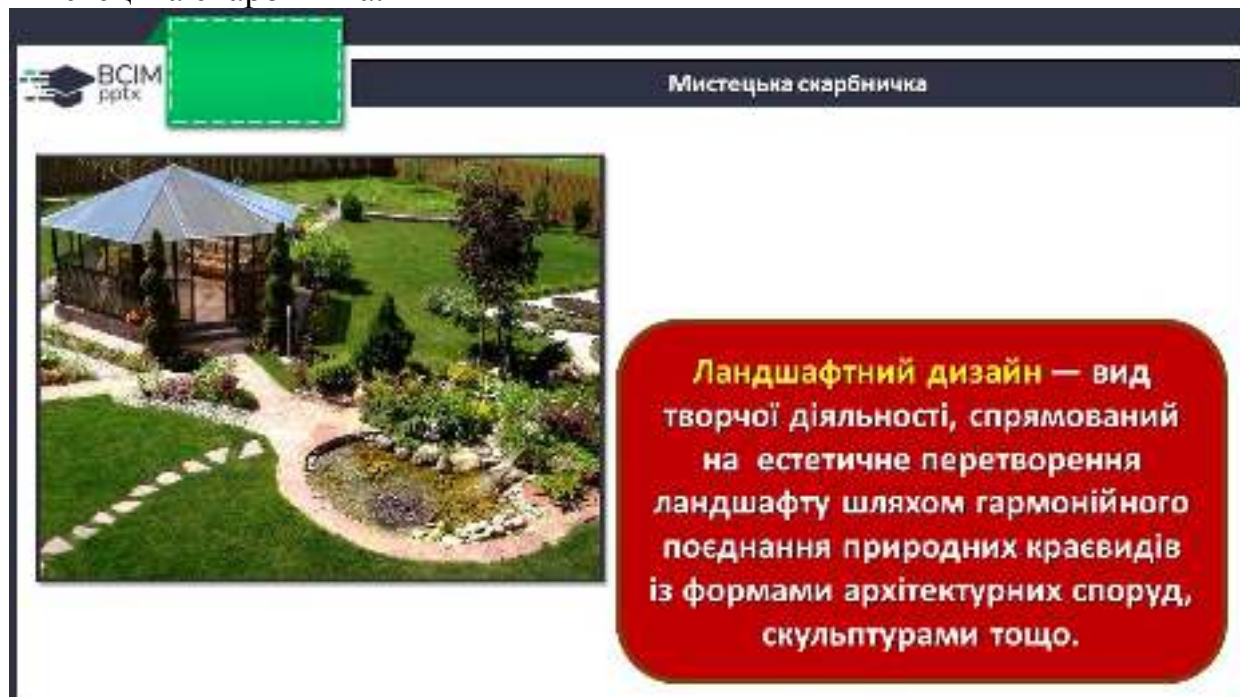 ВСІМ
pptx
Мистецька скарбничка
Ландшафтний дизайн — вид
творчої діяльності, спрямований
на естетичне перетворення
ландшафту шляхом гармонійного
поєднання природних краєвидів
із формами архітектурних споруд,
скульптурами тощо.